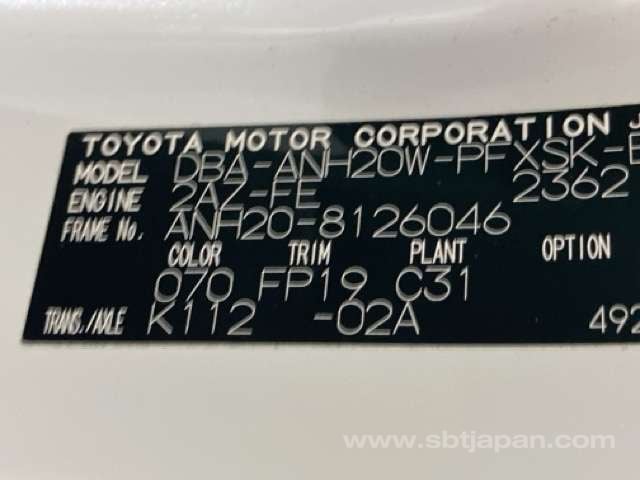 TOYOTA MOTOR CORPORATION
MODEL DBA-ANH20W-PFXSK-
ENGINE 2AZ-FE 2362
FRAME No. ANH20-8126046
COLOR TRIM PLANT OPTION
070 FP19 C31
TRANS./AXLE K112 -02A 492
www.sbtjapan.com